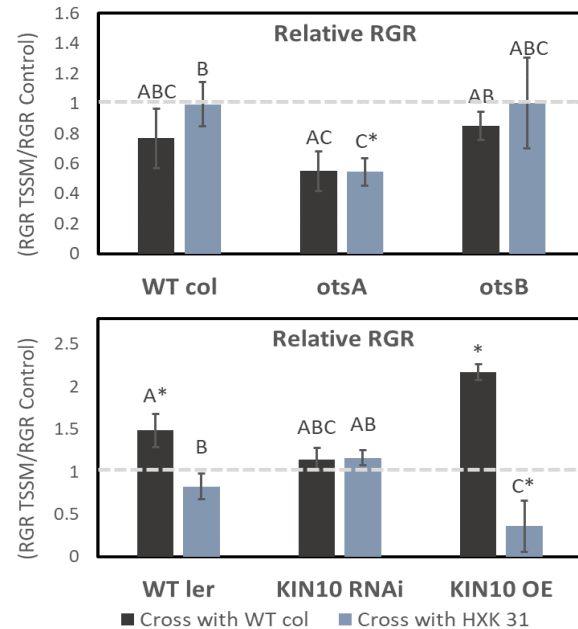 Relative RGR
(RGR TSSM/RGR Control)
1.6
1.4
1.2
1
0.8
0.6
0.4
0.2
0
ABC
B
AC
C*
AB
ABC
WT col
otsA
otsB
Relative RGR
(RGR TSSM/RGR Control)
2.5
2
1.5
1
0.5
0
A*
B
ABC
AB
*
C*
WT ler
KIN10 RNAi
KIN10 OE
Cross with WT col
Cross with HXK 31